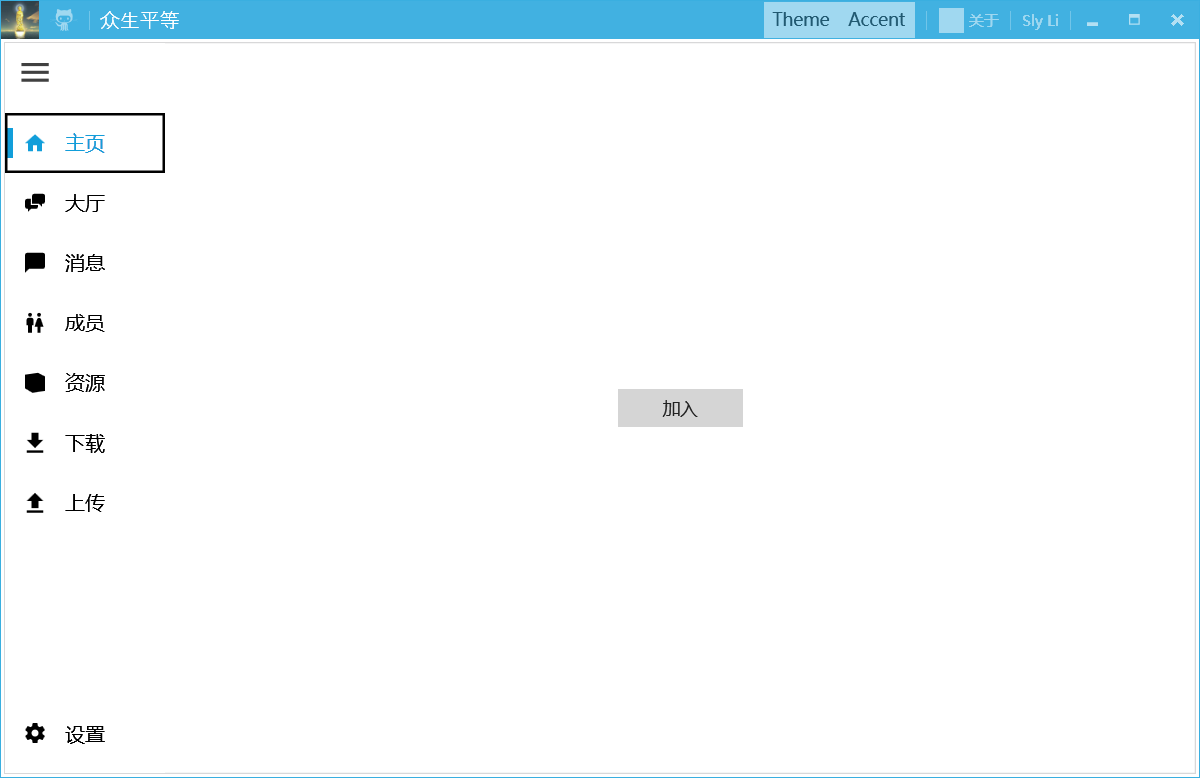 众生平等
Theme Accent 关于 Sly Li
主页
大厅
消息
成员
资源
加入
下载
上传
设置